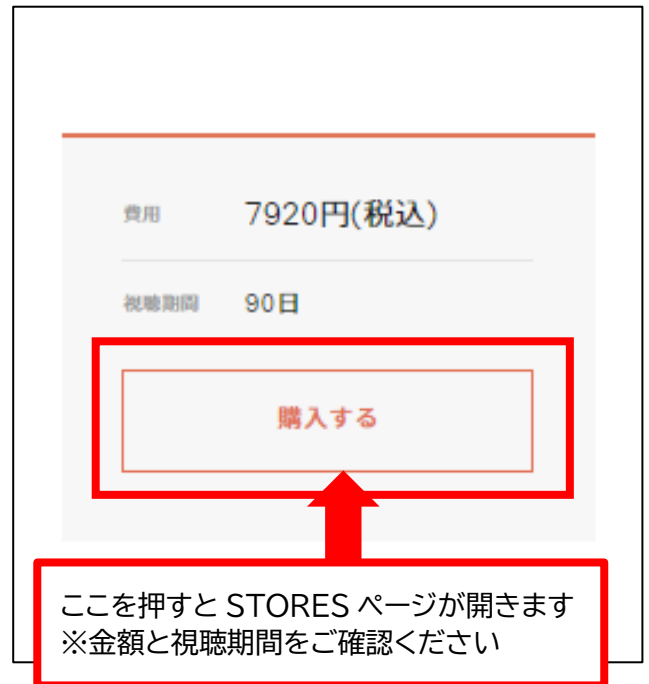 費用 7920円(税込)
視聴期間 90日
購入する
ここを押すと STORES ページが開きます
※金額と視聴期間をご確認ください